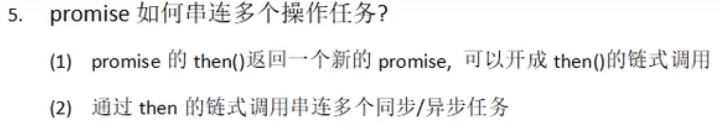 5. promise 如何串连多个操作任务?
(1) promise 的 then()返回一个新的 promise, 可以开成 then()的链式调用
(2) 通过 then 的链式调用串连多个同步/异步任务